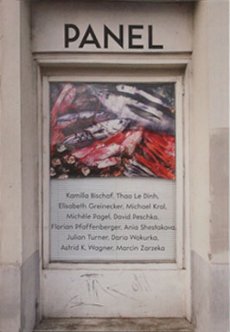 PANEL
Kamilla Bischof, Thao Le Dinh,
Elisabeth Greinecker, Michael Kral,
Michèle Pagel, David Peschka,
Florian Pfaffenberger, Ania Shestakova,
Julian Turner, Daria Wakurka,
Astrid K. Wagner, Marcin Zarzeka